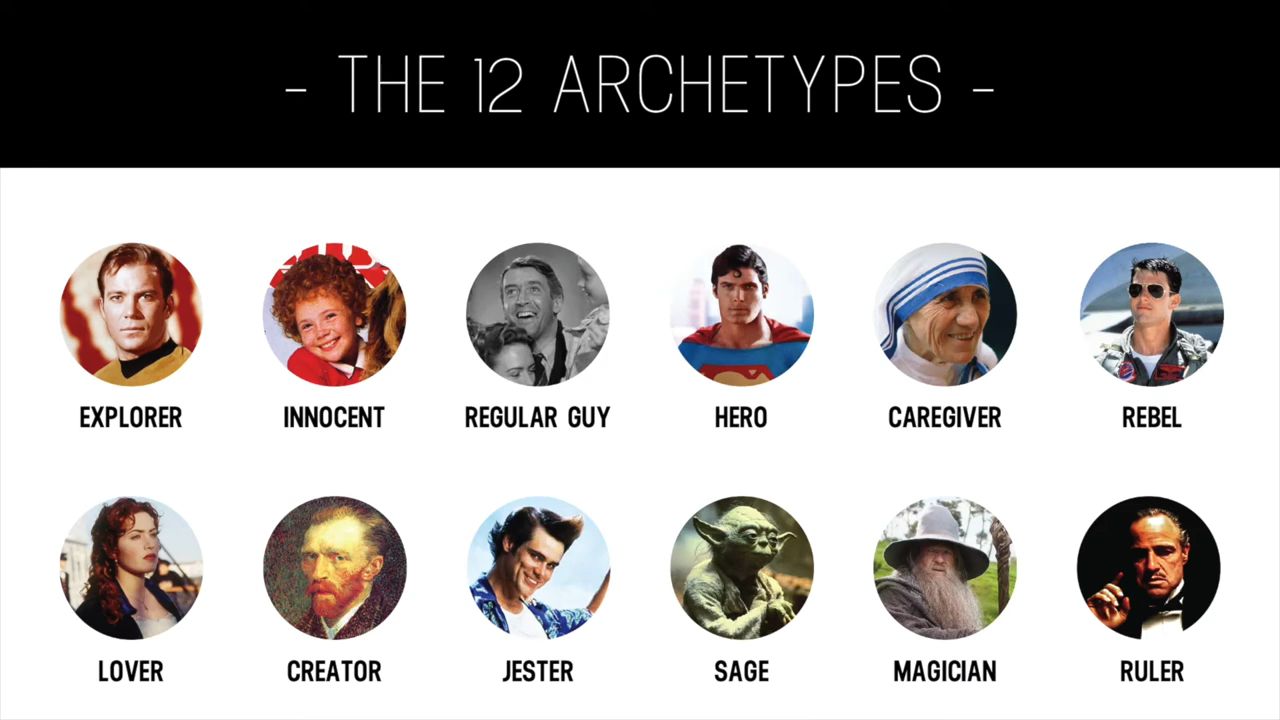 - THE 12 ARCHETYPES -
EXPLORER
INNOCENT
REGULAR GUY
HERO
CAREGIVER
REBEL
LOVER
CREATOR
JESTER
SAGE
MAGICIAN
RULER